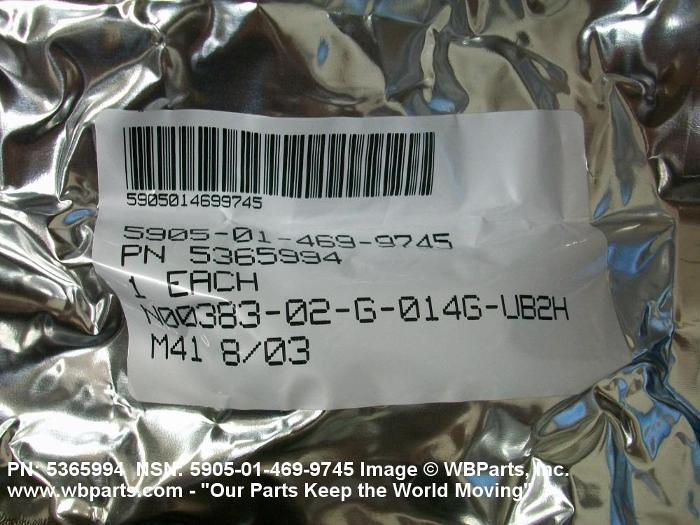 5905014699745
5905-01-469-9745
PN 5365994
1 EACH
N00383-02-G-014G-UB2H
M41 8/03
PN: 5365994 NSN: 5905-01-469-9745 Image © WBParts, Inc.
www.wbparts.com - "Our Parts Keep the World Moving"